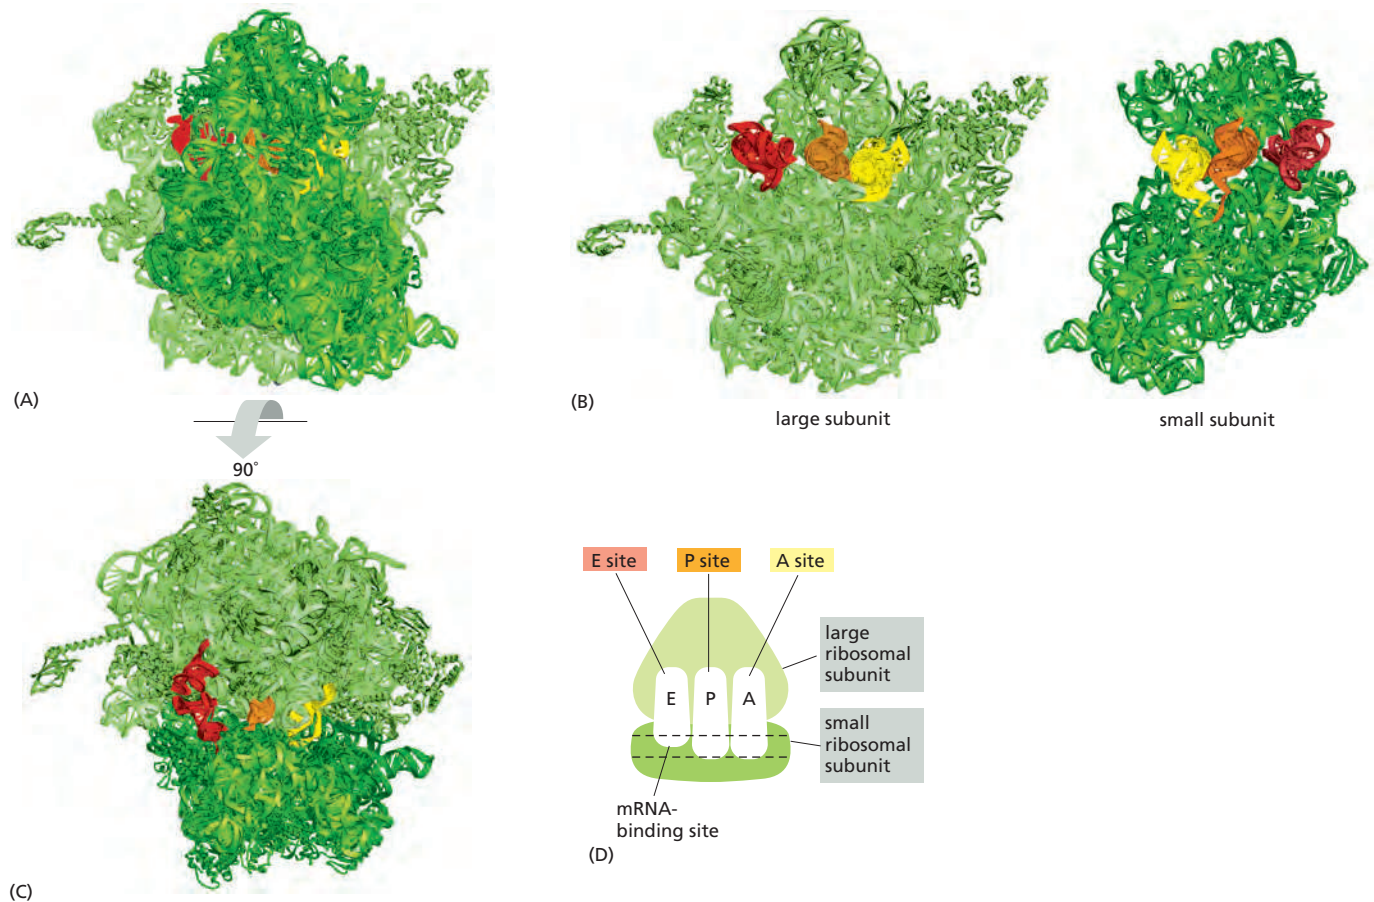 (A)
90°
(B)
large subunit
small subunit
(C)
E site
P site
A site
E
P
A
large
ribosomal
subunit
small
ribosomal
subunit
mRNA-
binding site
(D)